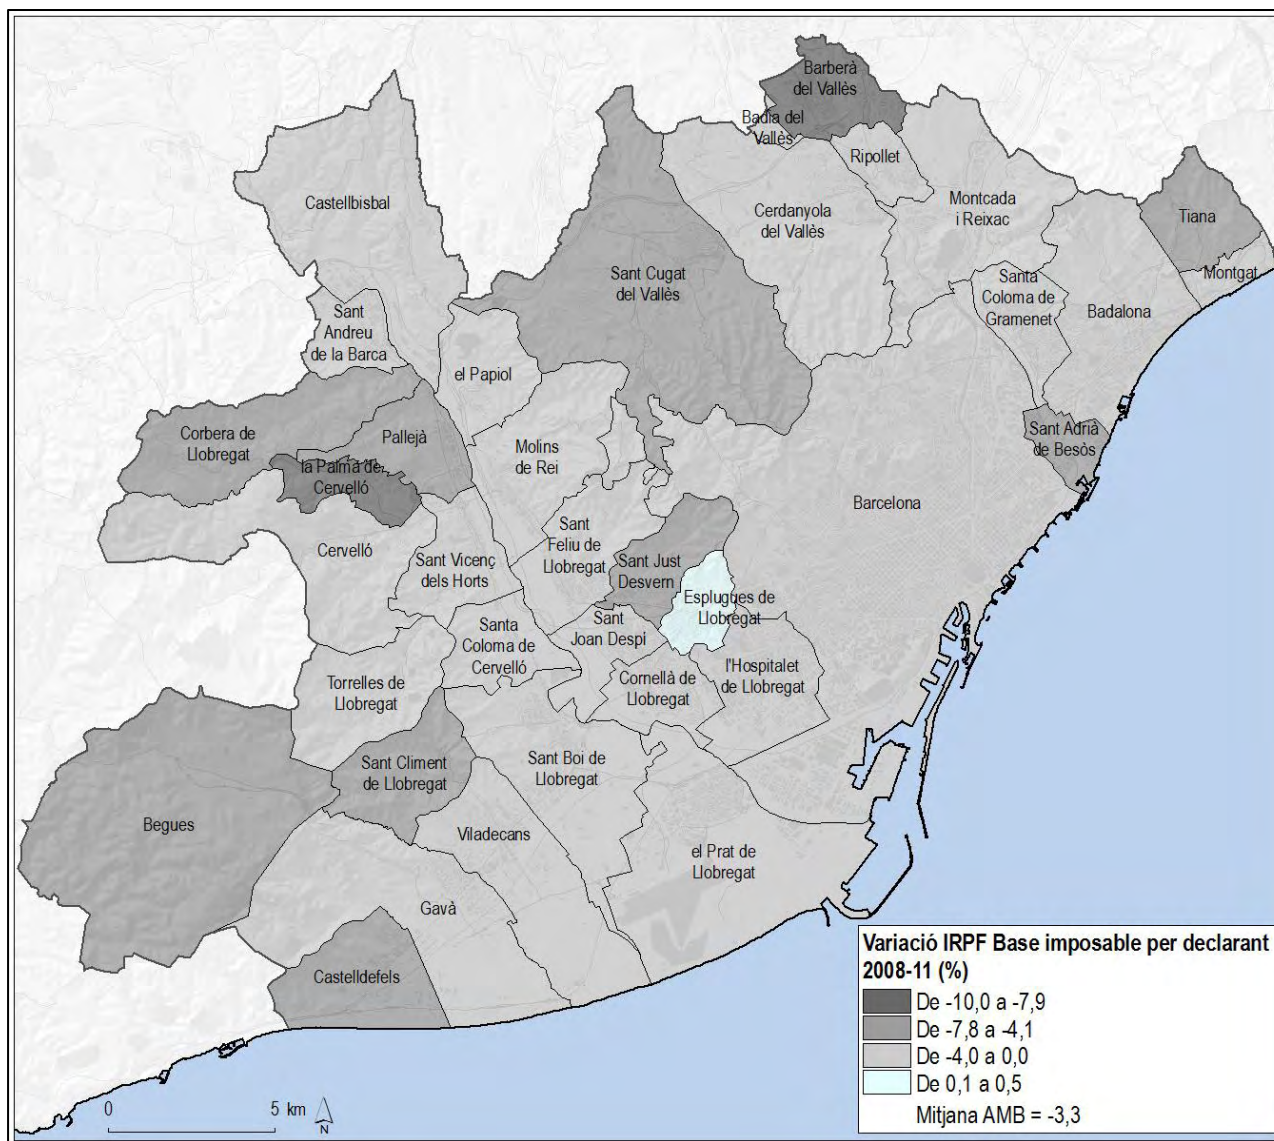 Barberà
del Vallès
Badia del
Vallès
Ripollet
Castellbisbal
Montcada
i Reixac
Cerdanyola
del Vallès
Tiana
Sant Cugat
del Vallès
Montgat
Santa
Coloma de
Gramenet
Badalona
Sant
Andreu
de la Barca
el Papiol
Corbera de
Llobregat
Pallejà
Sant Adrià
de Besòs
Molins
de Rei
la Palma de
Cervelló
Barcelona
Cervelló
Sant
Feliu de
Llobregat
Sant Vicenç
dels Horts
Sant Just
Desvern
Esplugues de
Llobregat
Santa
Coloma de
Cervelló
Sant
Joan Despí
Torrelles de
Llobregat
Cornellà de
Llobregat
l'Hospitalet
de Llobregat
Sant Climent
de Llobregat
Sant Boi de
Llobregat
Begues
Viladecans
el Prat de
Llobregat
Gavà
Castelldefels
Variació IRPF Base imposable per declarant
2008-11 (%)
De -10,0 a -7,9
De -7,8 a -4,1
De -4,0 a 0,0
De 0,1 a 0,5
Mitjana AMB = -3,3
0 5 km
N